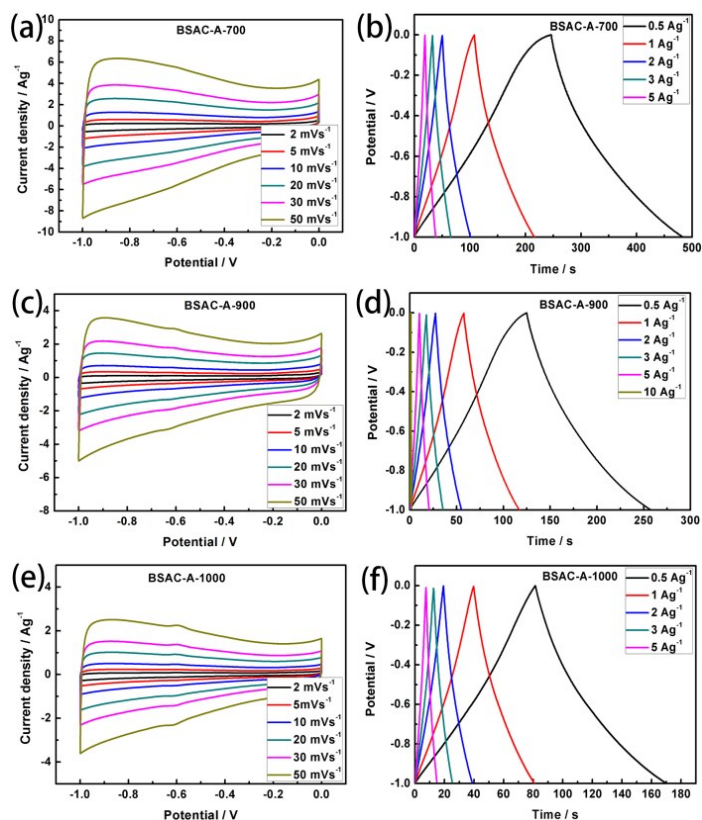 (a)
BSAC-A-700
Current density / Ag⁻¹
10
8
6
4
2
0
-2
-4
-6
-8
-10
2 mVs⁻¹
5 mVs⁻¹
10 mVs⁻¹
20 mVs⁻¹
30 mVs⁻¹
50 mVs⁻¹
-1.0 -0.8 -0.6 -0.4 -0.2 0.0
Potential / V
(b)
BSAC-A-700
Potential / V
0.0
-0.2
-0.4
-0.6
-0.8
-1.0
0.5 Ag⁻¹
1 Ag⁻¹
2 Ag⁻¹
3 Ag⁻¹
5 Ag⁻¹
0 100 200 300 400 500
Time / s
(c)
BSAC-A-900
Current density / Ag⁻¹
4
2
0
-2
-4
-6
-8
2 mVs⁻¹
5 mVs⁻¹
10 mVs⁻¹
20 mVs⁻¹
30 mVs⁻¹
50 mVs⁻¹
-1.0 -0.8 -0.6 -0.4 -0.2 0.0
Potential / V
(d)
BSAC-A-900
Potential / V
0.0
-0.2
-0.4
-0.6
-0.8
-1.0
0.5 Ag⁻¹
1 Ag⁻¹
2 Ag⁻¹
3 Ag⁻¹
5 Ag⁻¹
10 Ag⁻¹
0 50 100 150 200 250 300
Time / s
(e)
BSAC-A-1000
Current density / Ag⁻¹
4
2
0
-2
-4
2 mVs⁻¹
5mVs⁻¹
10 mVs⁻¹
20 mVs⁻¹
30 mVs⁻¹
50 mVs⁻¹
-1.0 -0.8 -0.6 -0.4 -0.2 0.0
Potential / V
(f)
BSAC-A-1000
Potential / V
0.0
-0.2
-0.4
-0.6
-0.8
-1.0
0.5 Ag⁻¹
1 Ag⁻¹
2 Ag⁻¹
3 Ag⁻¹
5 Ag⁻¹
0 20 40 60 80 100 120 140 160 180
Time / s